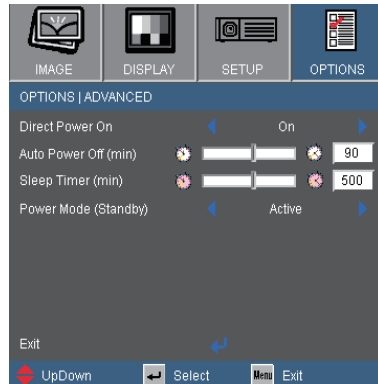 IMAGE DISPLAY SETUP OPTIONS
OPTIONS | ADVANCED
Direct Power On On
Auto Power Off (min) 90
Sleep Timer (min) 500
Power Mode (Standby) Active
Exit
UpDown Select Menu Exit